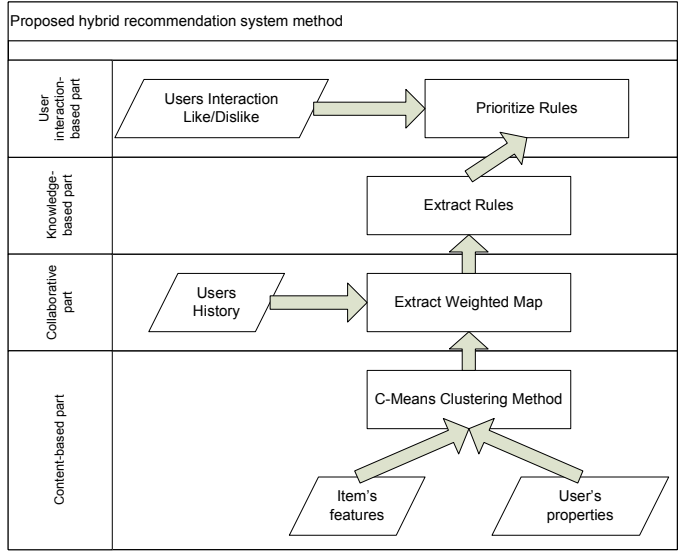 Proposed hybrid recommendation system method
User
interaction-
based part
Users Interaction
Like/Dislike
Prioritize Rules
Knowledge-
based part
Extract Rules
Collaborative
part
Users
History
Extract Weighted Map
Content-based part
C-Means Clustering Method
Item's
features
User's
properties